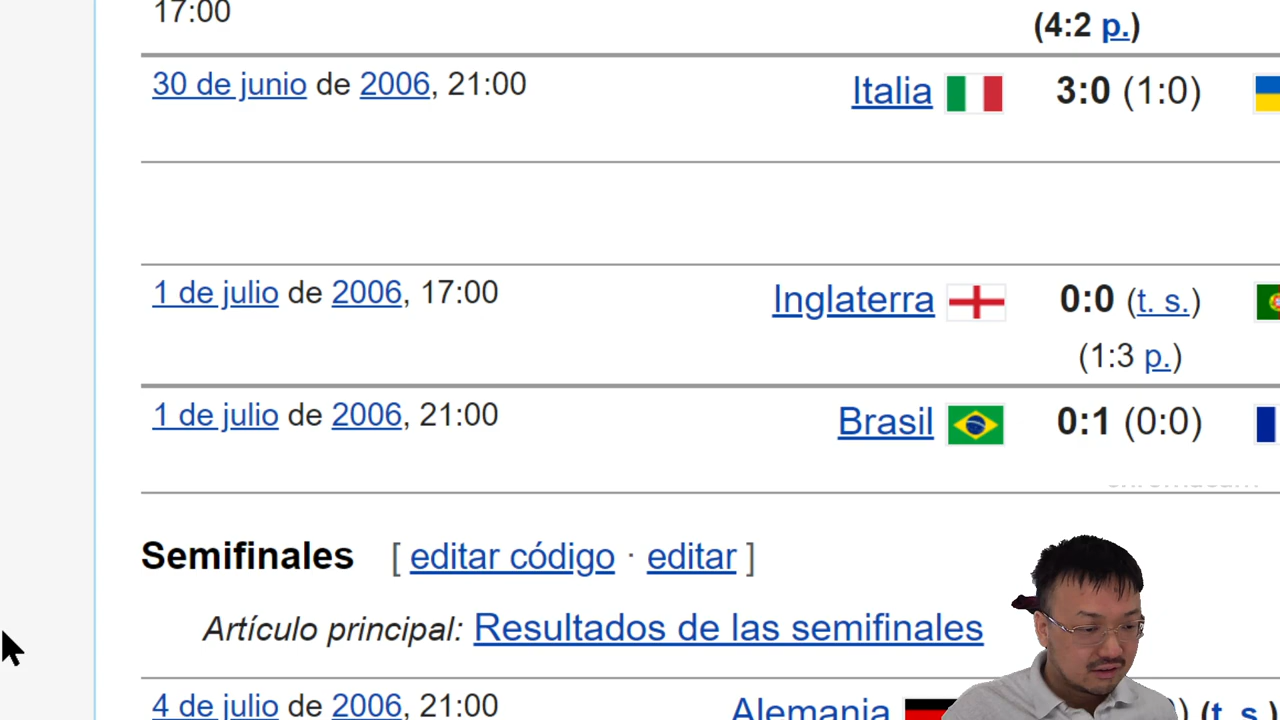 17:00
(4:2 p.)
30 de junio de 2006, 21:00 Italia 3:0 (1:0)
1 de julio de 2006, 17:00 Inglaterra 0:0 (t. s.)
(1:3 p.)
1 de julio de 2006, 21:00 Brasil 0:1 (0:0)
Semifinales [ editar código · editar ]
Artículo principal: Resultados de las semifinales
4 de julio de 2006, 21:00 Alemania ) (t. s.)